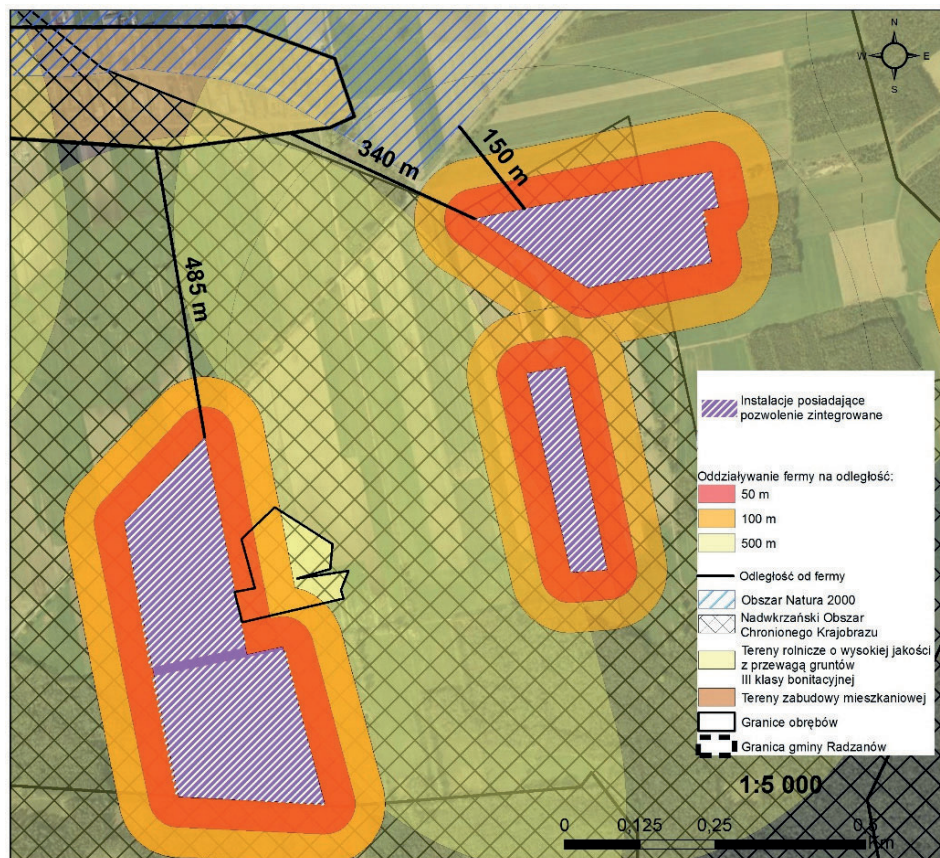 N
W
E
S
340 m
150 m
485 m
Instalacje posiadające
pozwolenie zintegrowane
Oddziaływanie fermy na odległość:
50 m
100 m
500 m
Odległość od fermy
Obszar Natura 2000
Nadwkrzański Obszar
Chronionego Krajobrazu
Tereny rolnicze o wysokiej jakości
z przewagą gruntów
III klasy bonitacyjnej
Tereny zabudowy mieszkaniowej
Granice obrębów
Granica gminy Radzanów
1:5 000
0 0,125 0,25 0,5
Km